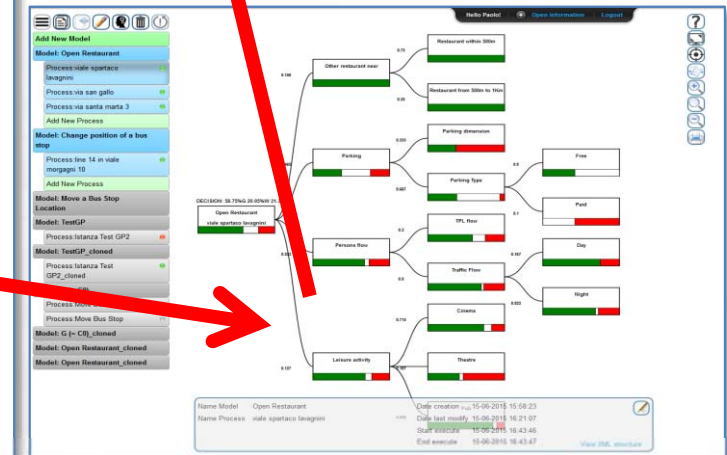 Hello Paolo!
Open Information
Logout
Add New Model
Model: Open Restaurant
Process:viale spartaco
lavagnini
Process:via san gallo
Process:via santa marta 3
Add New Process
Model: Change position of a bus
stop
Process:line 14 in viale
morgagni 10
Add New Process
Model: Move a Bus Stop
Location
Model: TestGP
Process:Istanza Test GP2
Model: TestGP_cloned
Process:Istanza Test
GP2_cloned
Process:Move Bus Stop
Model: G (~ C0)_cloned
Model: Open Restaurant_cloned
Model: Open Restaurant_cloned
Restaurant within 500m
Other restaurant near
Restaurant from 500m to 1Km
Parking dimension
Parking
Free
Parking Type
Paid
Open Restaurant
viale spartaco lavagnini
TPL flow
Persons flow
Day
Traffic Flow
Night
Cinema
Leisure activity
Theatre
Name Model Open Restaurant
Name Process viale spartaco lavagnini
Date creation 15-06-2015 15:58:23
Date last modify 15-06-2015 16:21:07
Start execute 15-06-2015 16:43:46
End execute 15-06-2015 16:43:47
View XML structure